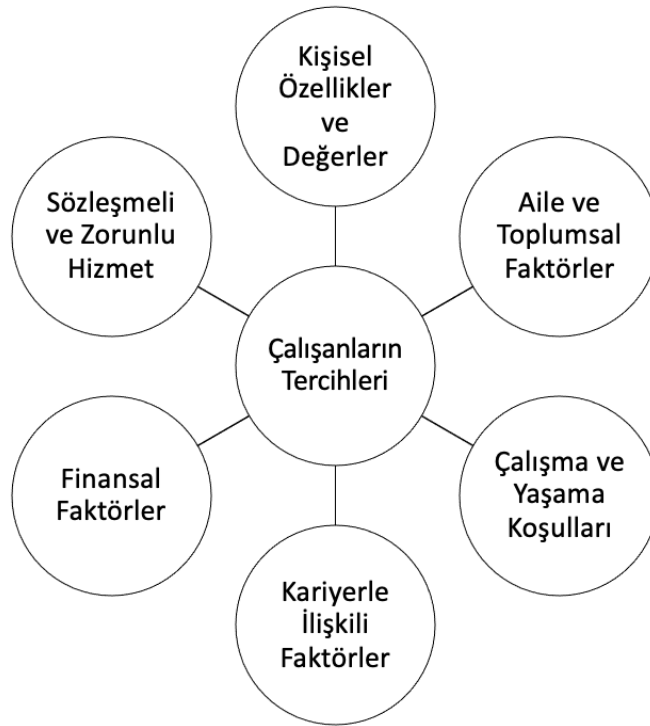 Kişisel
Özellikler
ve
Değerler
Sözleşmeli
ve Zorunlu
Hizmet
Aile ve
Toplumsal
Faktörler
Çalışanların
Tercihleri
Finansal
Faktörler
Çalışma ve
Yaşama
Koşulları
Kariyerle
İlişkili
Faktörler